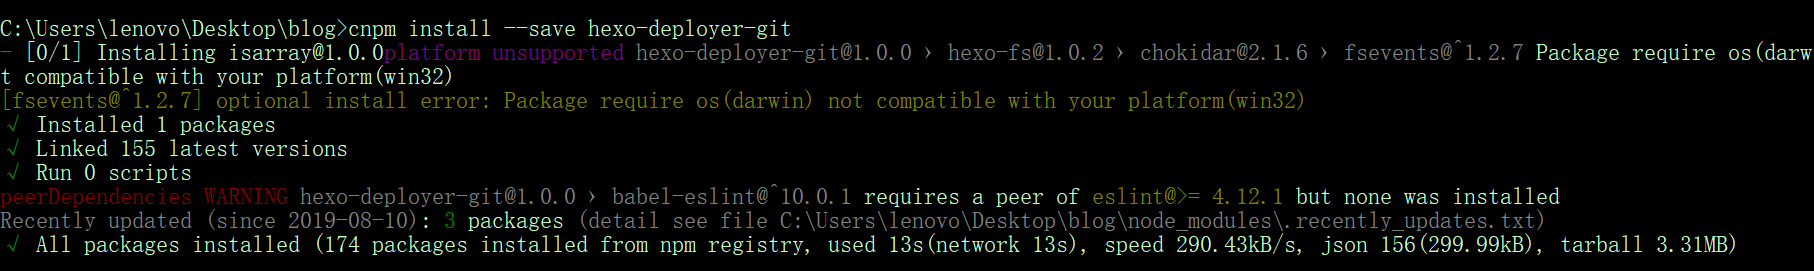 C:\Users\lenovo\Desktop\blog>cnpm install --save hexo-deployer-git
- [0/1] Installing isarray@1.0.0platform unsupported hexo-deployer-git@1.0.0 › hexo-fs@1.0.2 › chokidar@2.1.6 › fsevents@^1.2.7 Package require os(darw
t compatible with your platform(win32)
[fsevents@^1.2.7] optional install error: Package require os(darwin) not compatible with your platform(win32)
√ Installed 1 packages
√ Linked 155 latest versions
√ Run 0 scripts
peerDependencies WARNING hexo-deployer-git@1.0.0 › babel-eslint@^10.0.1 requires a peer of eslint@>= 4.12.1 but none was installed
Recently updated (since 2019-08-10): 3 packages (detail see file C:\Users\lenovo\Desktop\blog\node_modules\.recently_updates.txt)
√ All packages installed (174 packages installed from npm registry, used 13s(network 13s), speed 290.43kB/s, json 156(299.99kB), tarball 3.31MB)